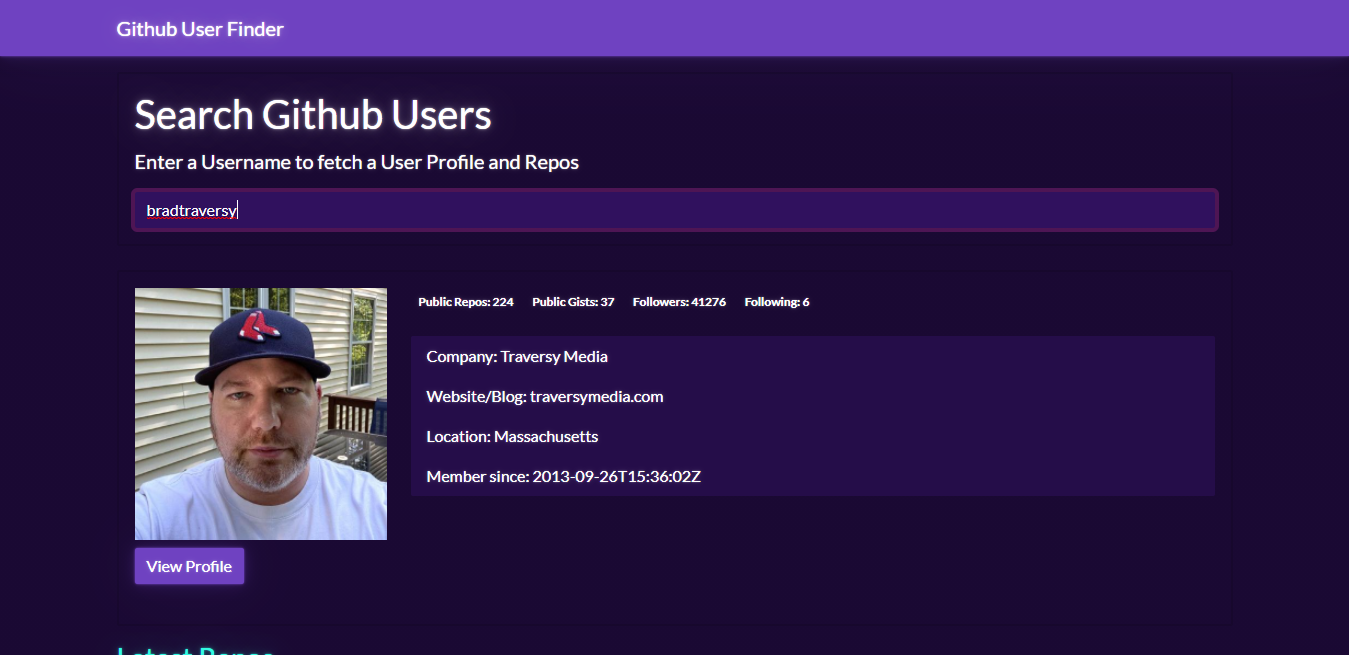 Github User Finder
Search Github Users
Enter a Username to fetch a User Profile and Repos
bradtraversy
Public Repos: 224 Public Gists: 37 Followers: 41276 Following: 6
Company: Traversy Media
Website/Blog: traversymedia.com
Location: Massachusetts
Member since: 2013-09-26T15:36:02Z
View Profile
Latest Repos